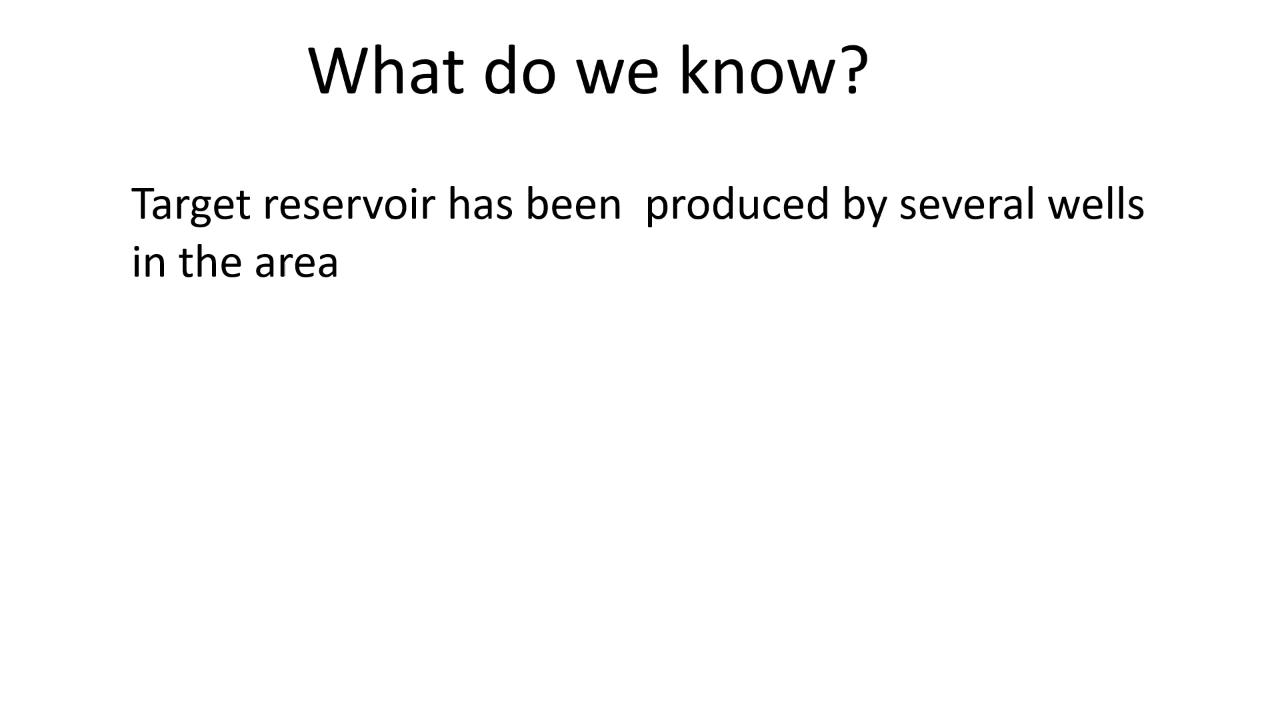 What do we know?
Target reservoir has been  produced by several wells
in the area